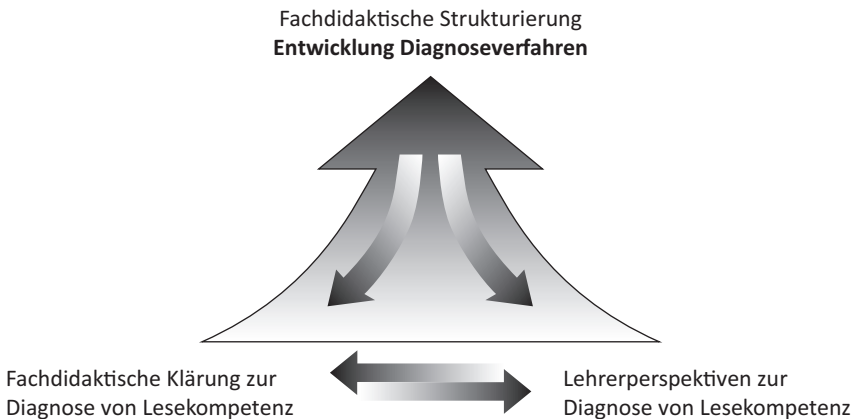 Fachdidaktische Strukturierung
Entwicklung Diagnoseverfahren
Fachdidaktische Klärung zur
Diagnose von Lesekompetenz
Lehrerperspektiven zur
Diagnose von Lesekompetenz